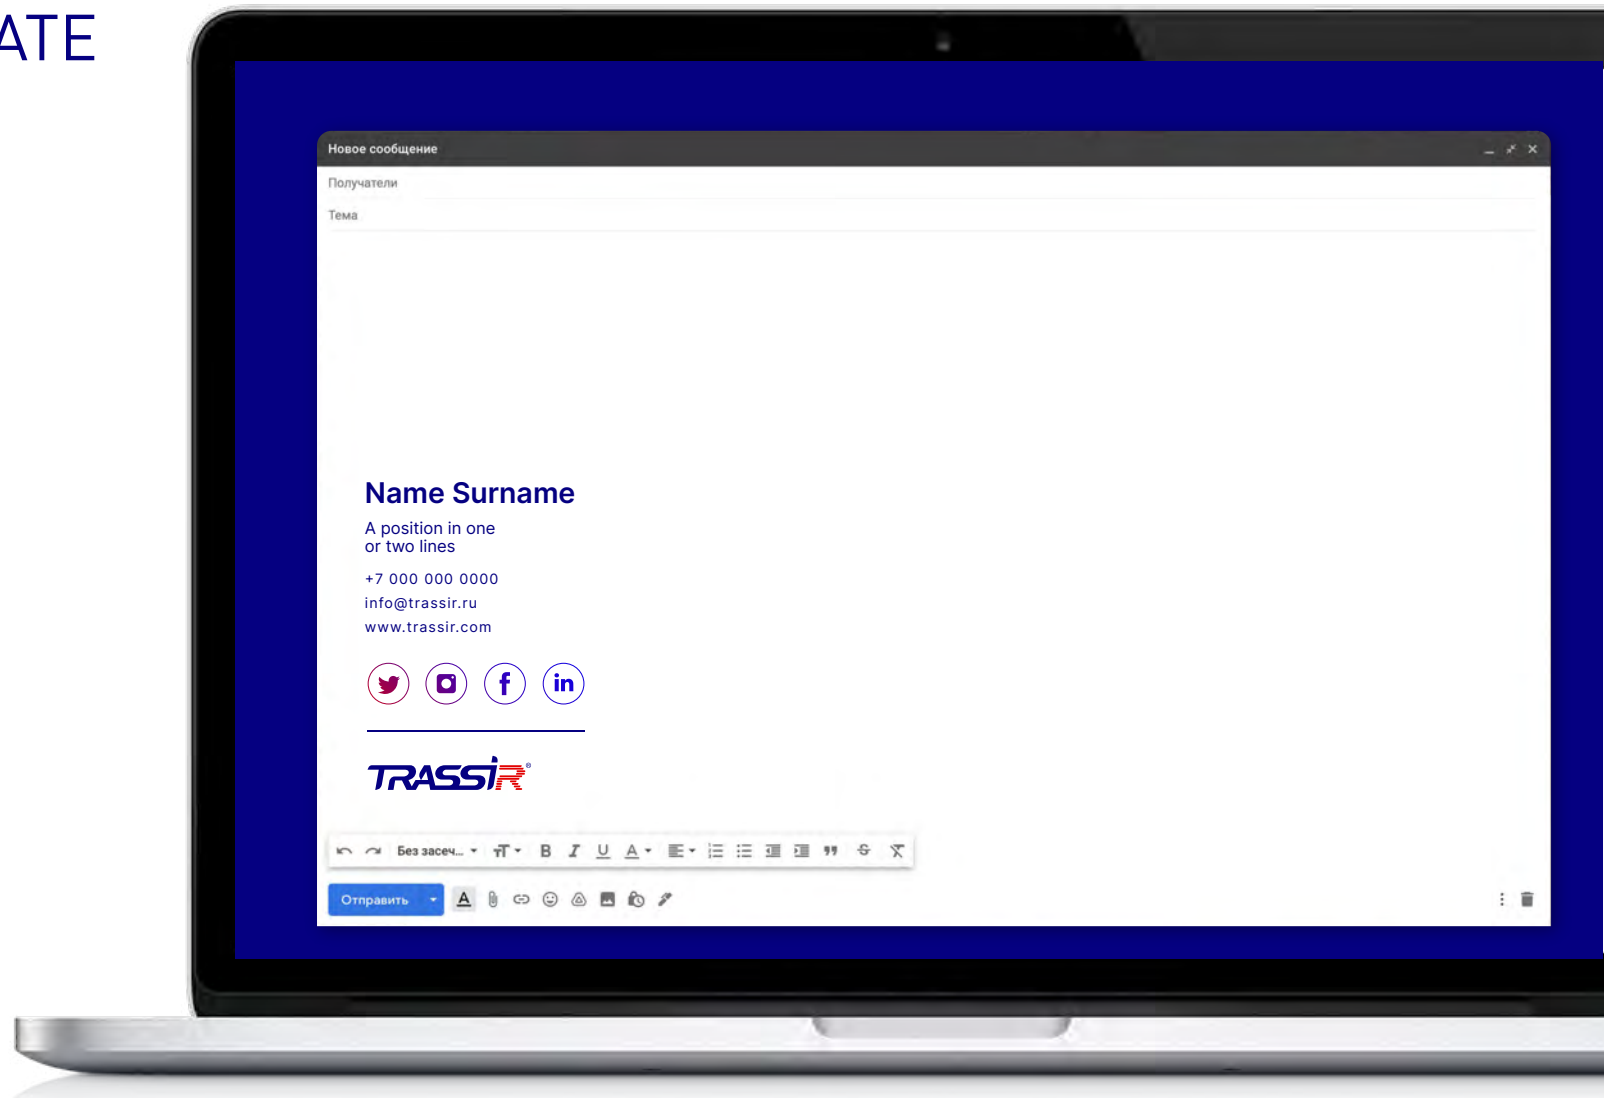 ATE
Новое сообщение
Получатели
Тема
Name Surname
A position in one
or two lines
+7 000 000 0000
info@trassir.ru
www.trassir.com
in
TRASSIR®
Без засеч...
Отправить